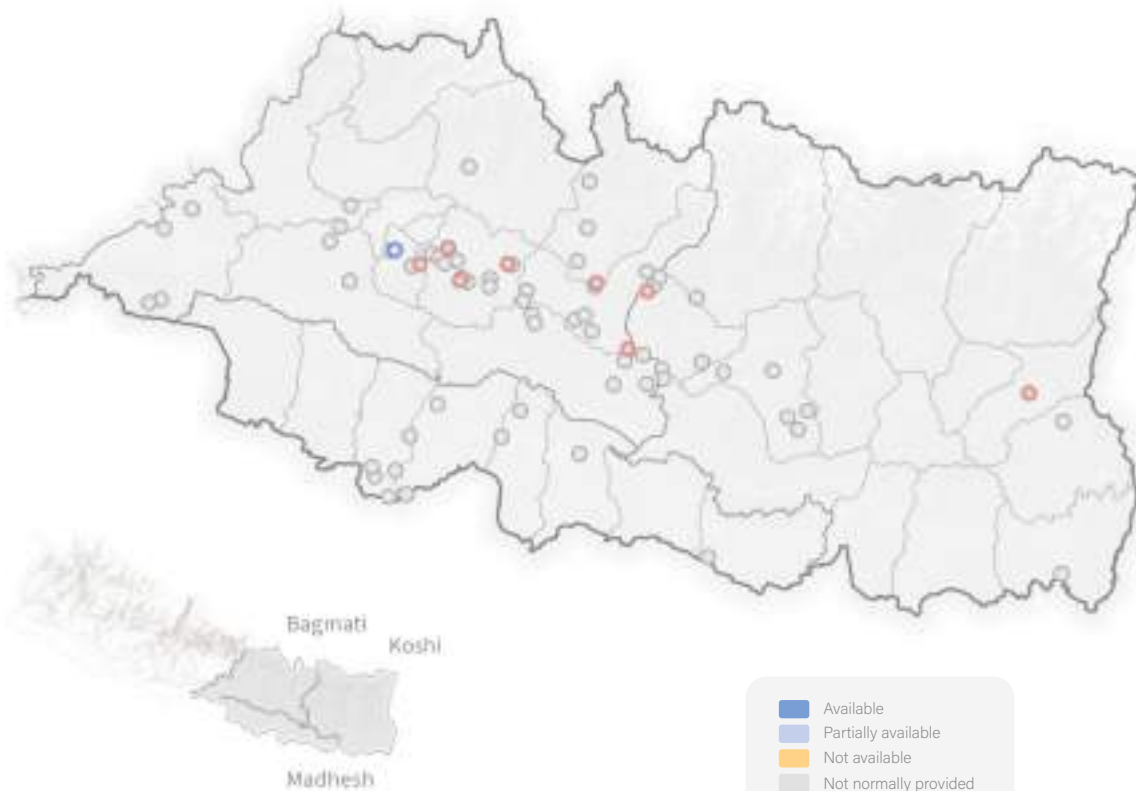 Bagmati
Koshi
Madhesh
Available
Partially available
Not available
Not normally provided